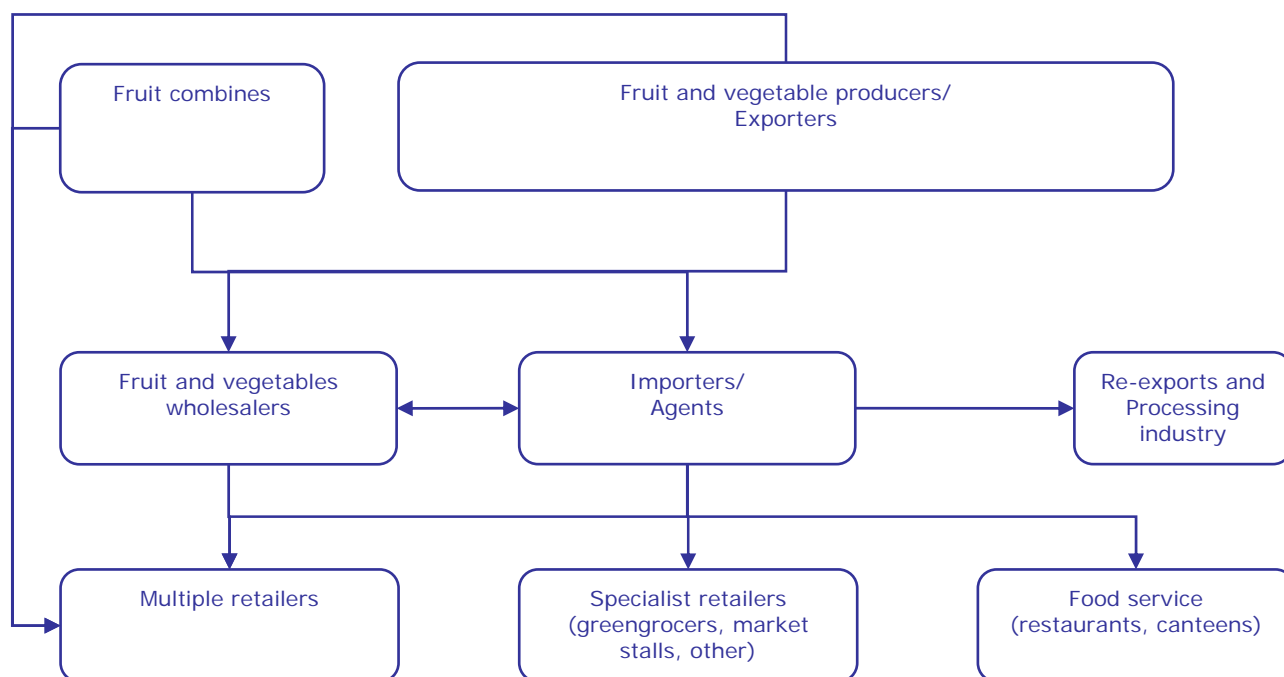 Fruit combines
Fruit and vegetable producers/
Exporters
Fruit and vegetables
wholesalers
Importers/
Agents
Re-exports and
Processing
industry
Multiple retailers
Specialist retailers
(greengrocers, market
stalls, other)
Food service
(restaurants, canteens)